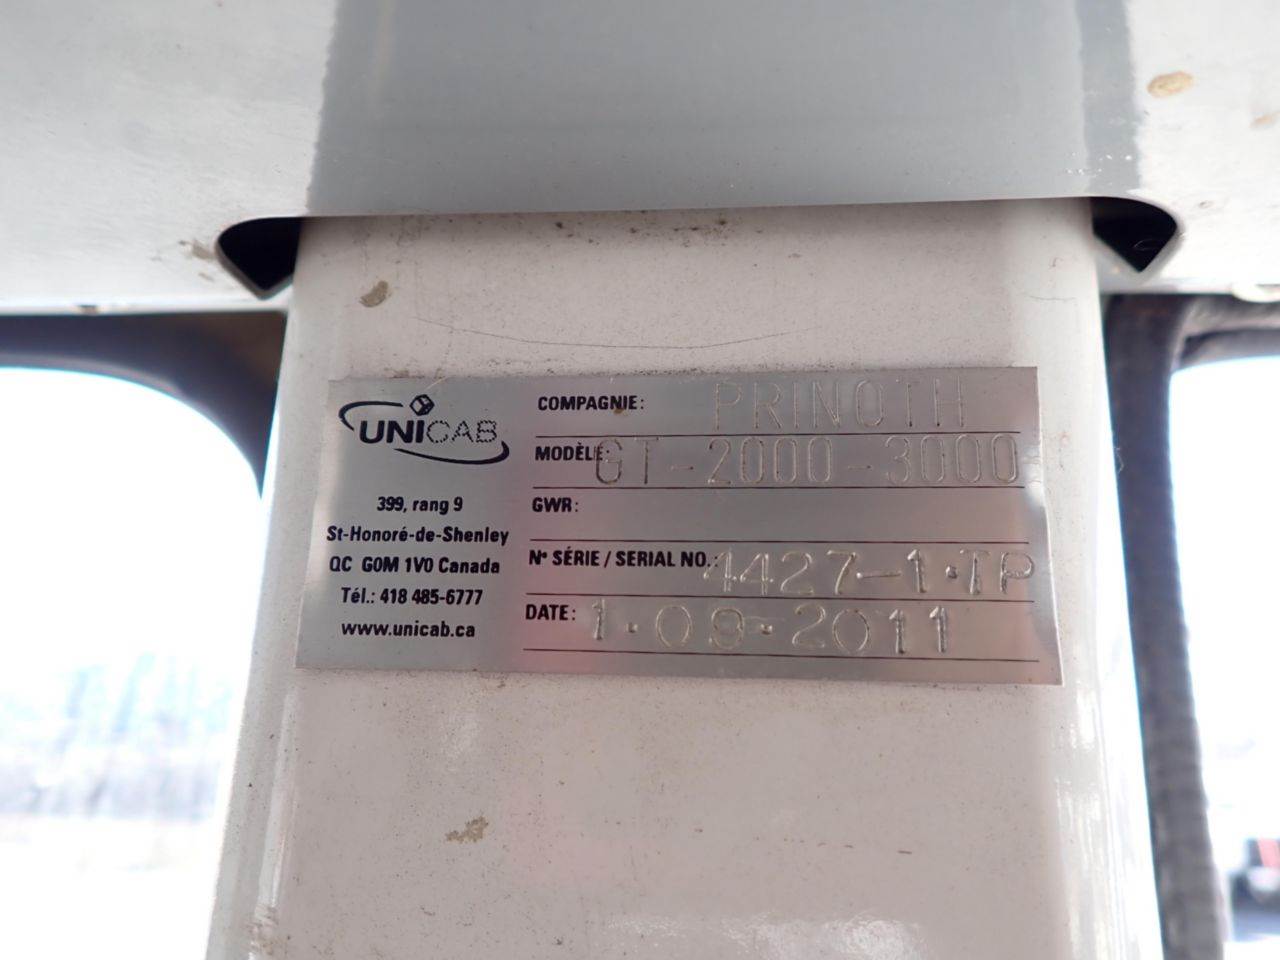 UNICAB
399, rang 9
St-Honoré-de-Shenley
QC G0M 1V0 Canada
Tél.: 418 485-6777
www.unicab.ca
COMPAGNIE: PRINOTH
MODÈLE: GT-2000-3000
GWR:
No SÉRIE / SERIAL NO.: 4427-1·TP
DATE: 1·09·2011